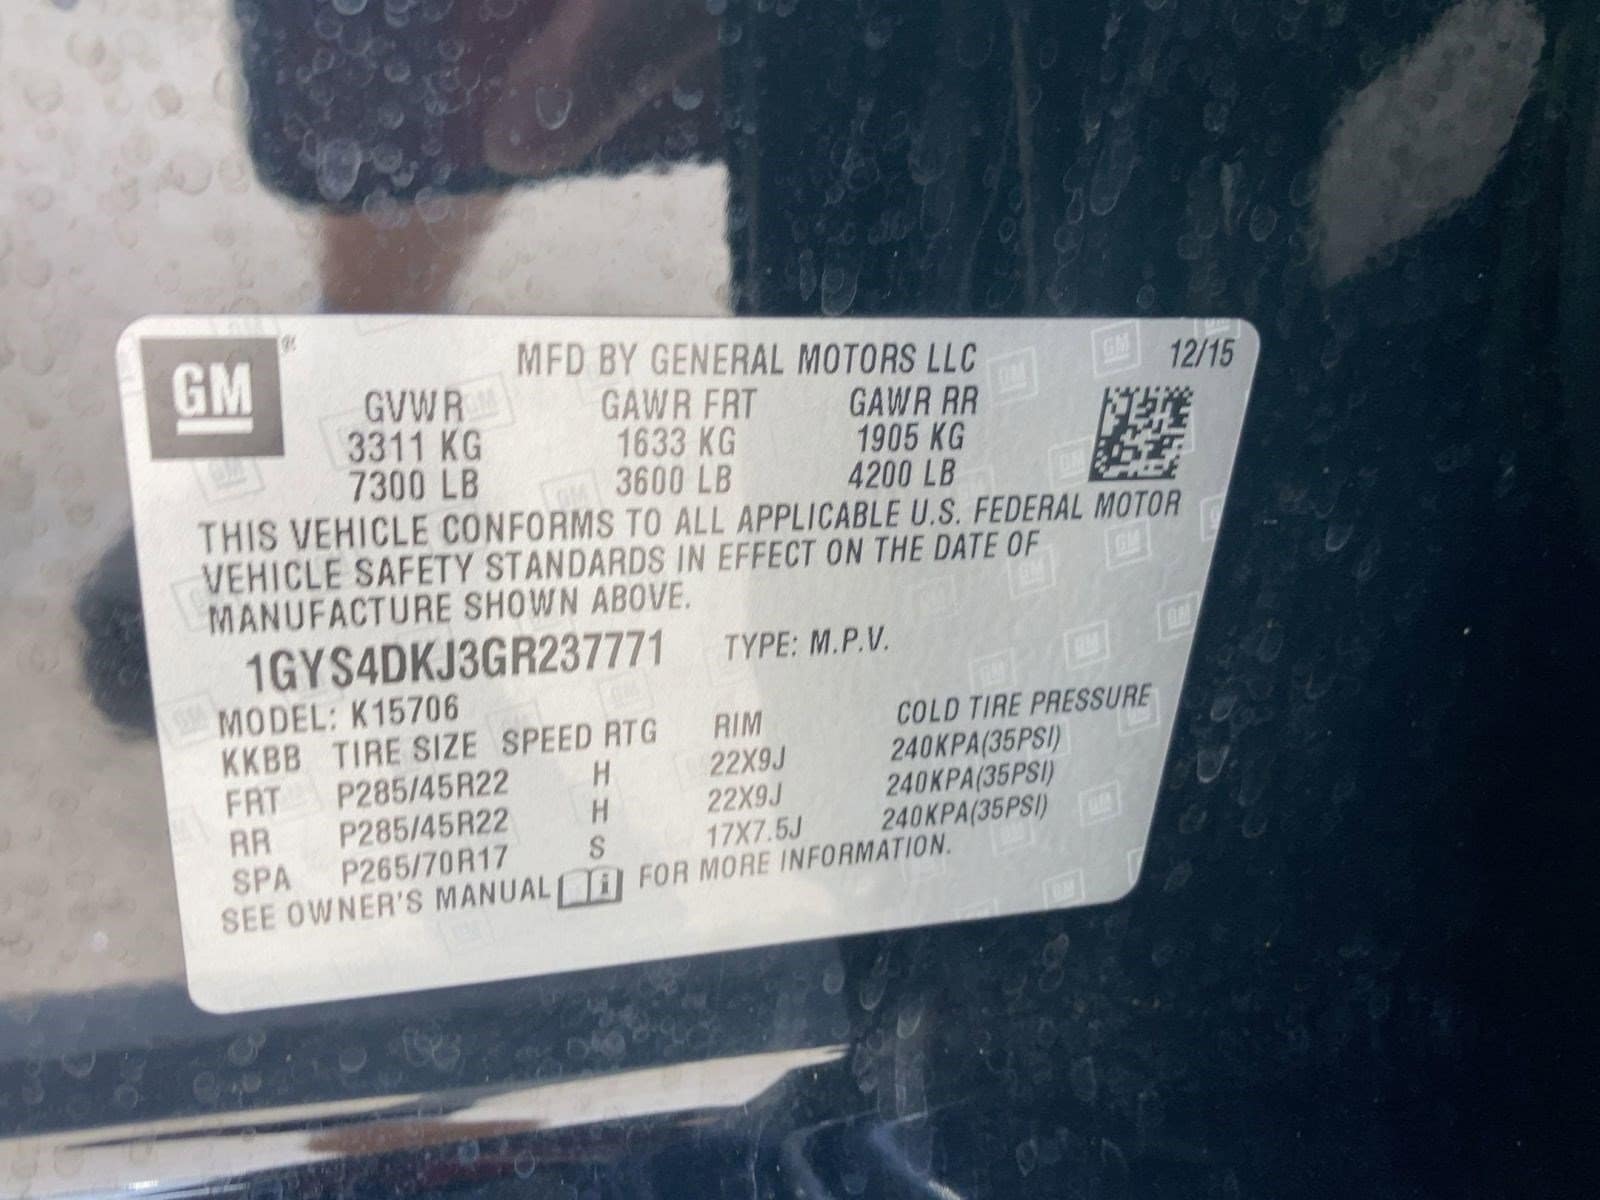 GM ®
MFD BY GENERAL MOTORS LLC 12/15
GVWR GAWR FRT GAWR RR
3311 KG 1633 KG 1905 KG
7300 LB 3600 LB 4200 LB
THIS VEHICLE CONFORMS TO ALL APPLICABLE U.S. FEDERAL MOTOR
VEHICLE SAFETY STANDARDS IN EFFECT ON THE DATE OF
MANUFACTURE SHOWN ABOVE.
1GYS4DKJ3GR237771 TYPE: M.P.V.
MODEL: K15706
KKBB TIRE SIZE SPEED RTG RIM COLD TIRE PRESSURE
FRT P285/45R22 H 22X9J 240KPA(35PSI)
RR P285/45R22 H 22X9J 240KPA(35PSI)
SPA P265/70R17 S 17X7.5J 240KPA(35PSI)
SEE OWNER'S MANUAL FOR MORE INFORMATION.